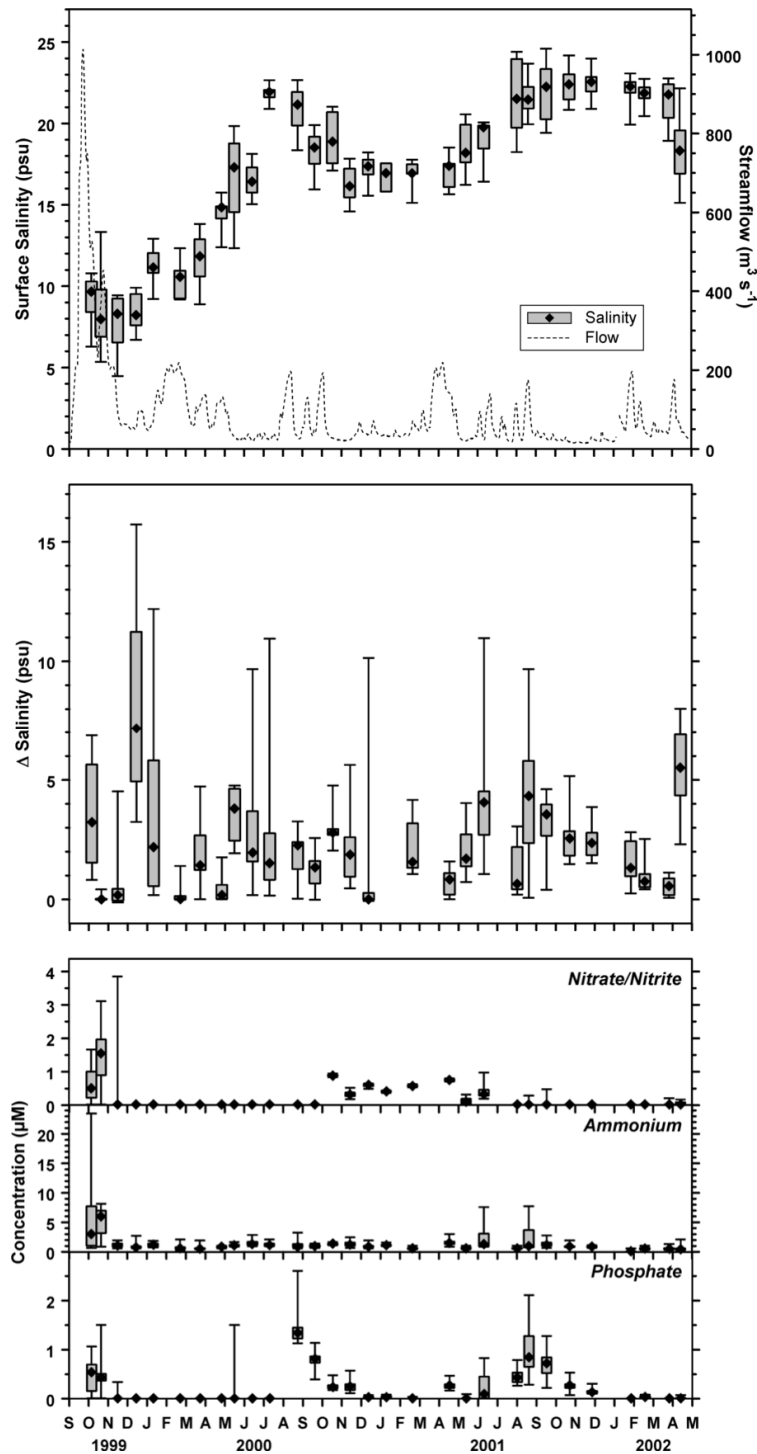 25
20
15
10
5
0
Surface Salinity (psu)
1000
800
600
400
200
0
Streamflow (m³ s⁻¹)
Salinity
Flow
S O N D J F M A M J J A S O N D J F M A M J J A S O N D J F M A M
15
10
5
0
Δ Salinity (psu)
4
3
2
1
0
Nitrate/Nitrite
20
15
10
5
0
Ammonium
Concentration (µM)
2
1
0
Phosphate
S O N D J F M A M J J A S O N D J F M A M J J A S O N D J F M A M
1999 2000 2001 2002